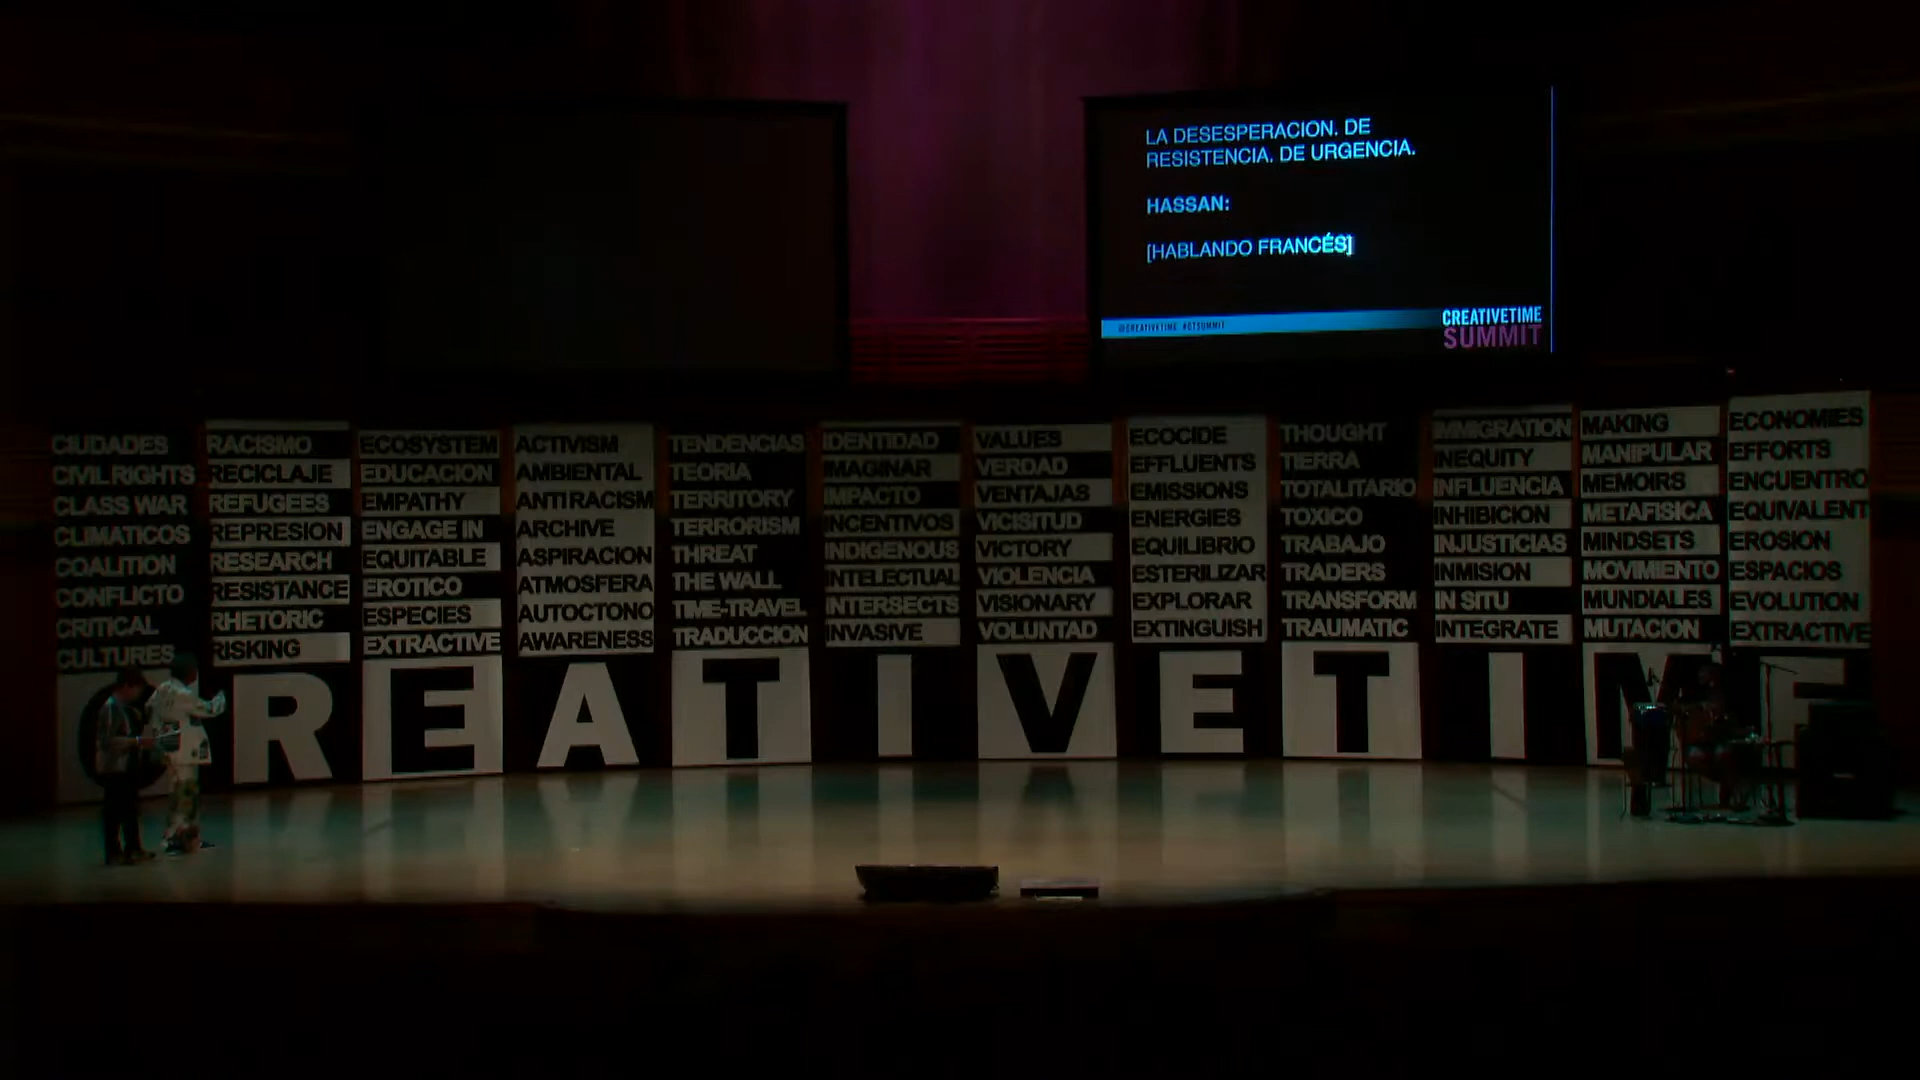 LA DESESPERACION. DE
RESISTENCIA. DE URGENCIA.
HASSAN:
[HABLANDO FRANCÉS]
@CREATIVETIME #CTSUMMIT
CREATIVETIME
SUMMIT
CIUDADES
CIVIL RIGHTS
CLASS WAR
CLIMATICOS
COALITION
CONFLICTO
CRITICAL
CULTURES
RACISMO
RECICLAJE
REFUGEES
REPRESION
RESEARCH
RESISTANCE
RHETORIC
RISKING
ECOSYSTEM
EDUCACION
EMPATHY
ENGAGE IN
EQUITABLE
EROTICO
ESPECIES
EXTRACTIVE
ACTIVISM
AMBIENTAL
ANTIRACISM
ARCHIVE
ASPIRACION
ATMOSFERA
AUTOCTONO
AWARENESS
TENDENCIAS
TEORIA
TERRITORY
TERRORISM
THREAT
THE WALL
TIME-TRAVEL
TRADUCCION
IDENTIDAD
IMAGINAR
IMPACTO
INCENTIVOS
INDIGENOUS
INTELECTUAL
INTERSECTS
INVASIVE
VALUES
VERDAD
VENTAJAS
VICISITUD
VICTORY
VIOLENCIA
VISIONARY
VOLUNTAD
ECOCIDE
EFFLUENTS
EMISSIONS
ENERGIES
EQUILIBRIO
ESTERILIZAR
EXPLORAR
EXTINGUISH
THOUGHT
TIERRA
TOTALITARIO
TOXICO
TRABAJO
TRADERS
TRANSFORM
TRAUMATIC
IMMIGRATION
INEQUITY
INFLUENCIA
INHIBICION
INJUSTICIAS
INMISION
IN SITU
INTEGRATE
MAKING
MANIPULAR
MEMOIRS
METAFISICA
MINDSETS
MOVIMIENTO
MUNDIALES
MUTACION
ECONOMIES
EFFORTS
ENCUENTRO
EQUIVALENT
EROSION
ESPACIOS
EVOLUTION
EXTRACTIVE
CREATIVETIME